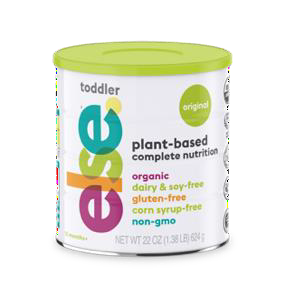 toddler
else.
original
plant-based
complete nutrition
organic
dairy & soy-free
gluten-free
corn syrup-free
non-gmo
NET WT 22 OZ (1.38 LB) 624 g
months+